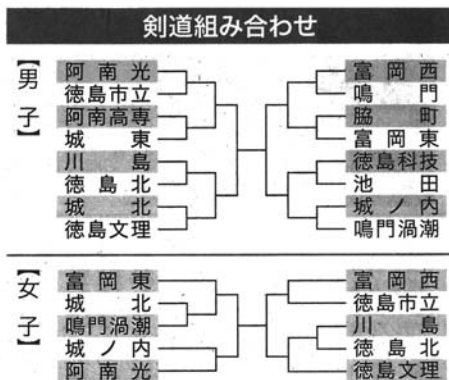 剣道組み合わせ
【男子】
阿南光
徳島市立
阿南高専
城東
川島
徳島北
城北
徳島文理
富岡西
鳴門
脇町
富岡東
徳島科技
池田
城ノ内
鳴門渦潮
【女子】
富岡東
城北
鳴門渦潮
城ノ内
阿南光
富岡西
徳島市立
川島
徳島北
徳島文理